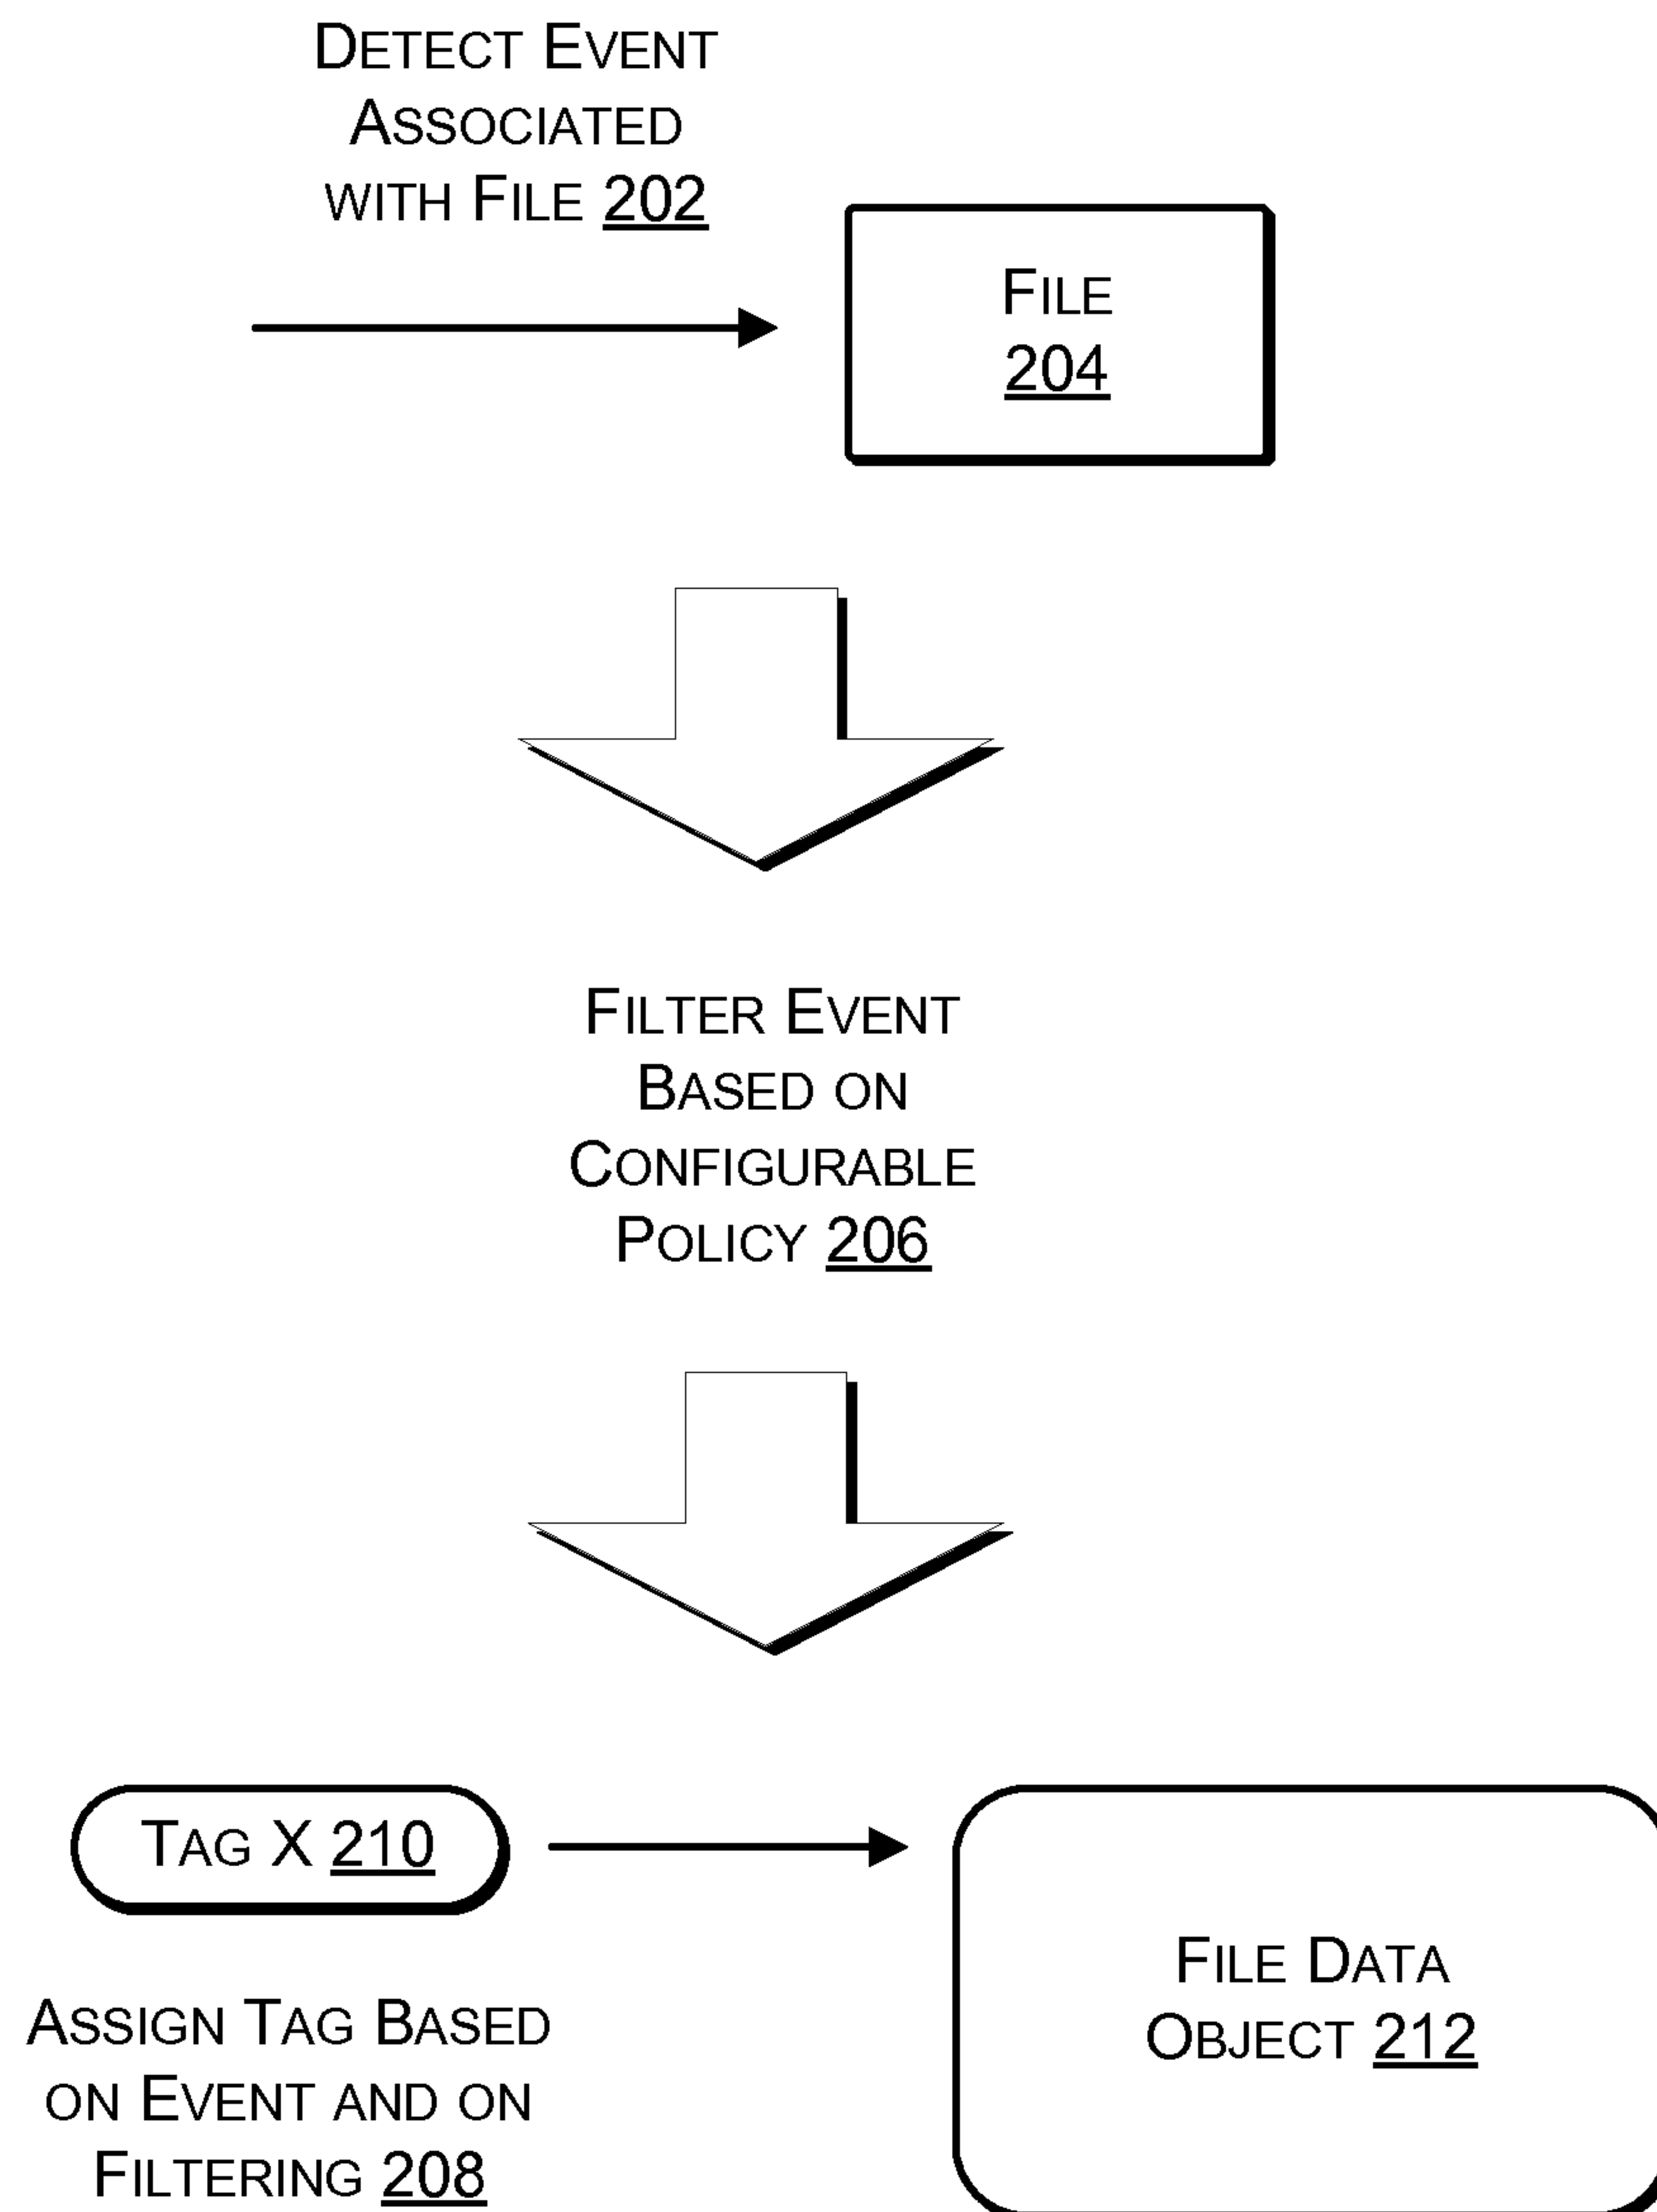 DETECT EVENT
ASSOCIATED
WITH FILE 202
FILE
204
FILTER EVENT
BASED ON
CONFIGURABLE
POLICY 206
TAG X 210
ASSIGN TAG BASED
ON EVENT AND ON
FILTERING 208
FILE DATA
OBJECT 212